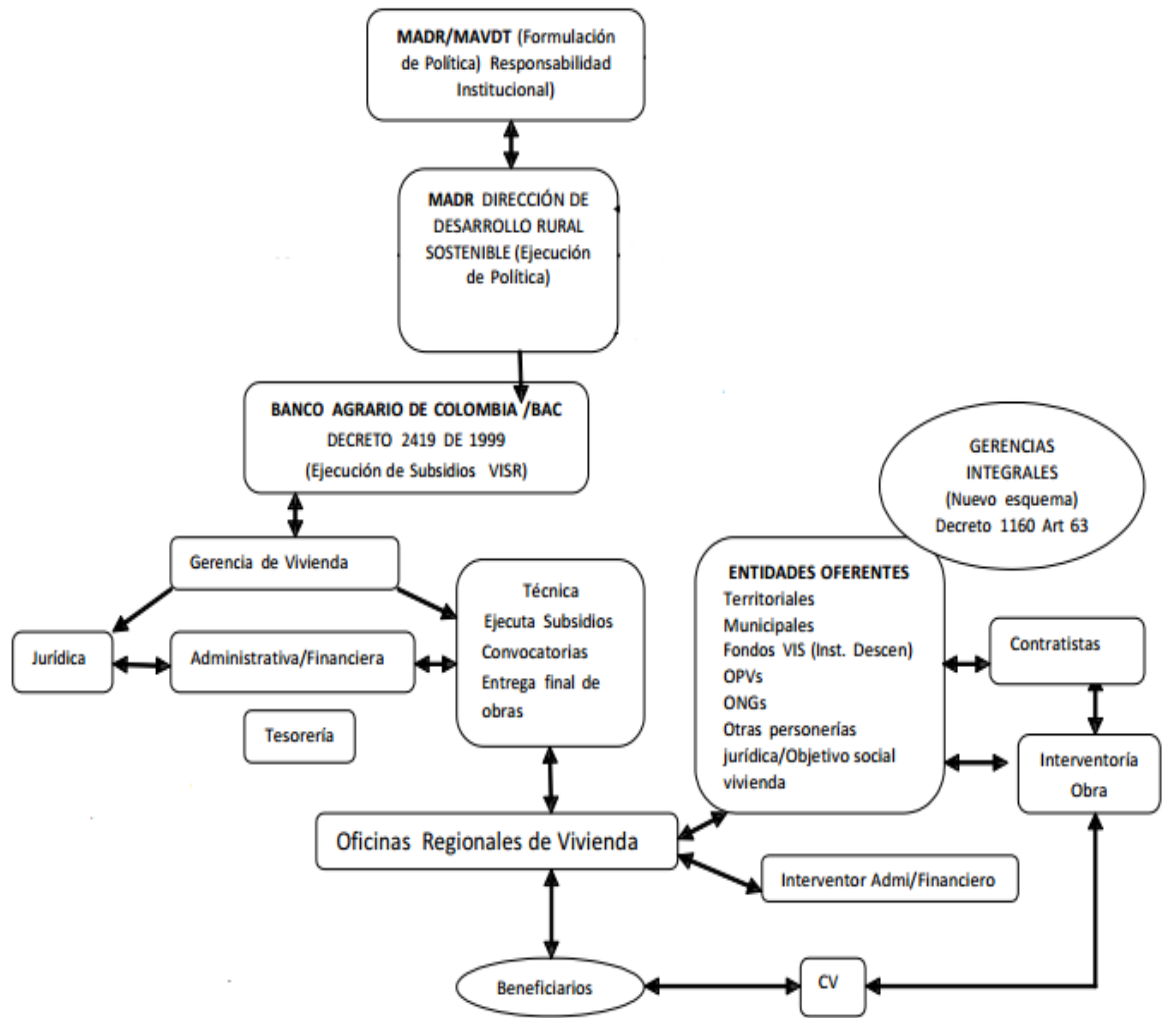 MADR/MAVDT (Formulación
de Política) Responsabilidad
Institucional)
MADR DIRECCIÓN DE
DESARROLLO RURAL
SOSTENIBLE (Ejecución
de Política)
BANCO AGRARIO DE COLOMBIA /BAC
DECRETO 2419 DE 1999
(Ejecución de Subsidios VISR)
GERENCIAS
INTEGRALES
(Nuevo esquema)
Decreto 1160 Art 63
Gerencia de Vivienda
Jurídica
Administrativa/Financiera
Tesorería
Técnica
Ejecuta Subsidios
Convocatorias
Entrega final de
obras
ENTIDADES OFERENTES
Territoriales
Municipales
Fondos VIS (Inst. Descen)
OPVs
ONGs
Otras personerías
jurídica/Objetivo social
vivienda
Contratistas
Interventoría
Obra
Oficinas Regionales de Vivienda
Interventor Admi/Financiero
Beneficiarios
CV